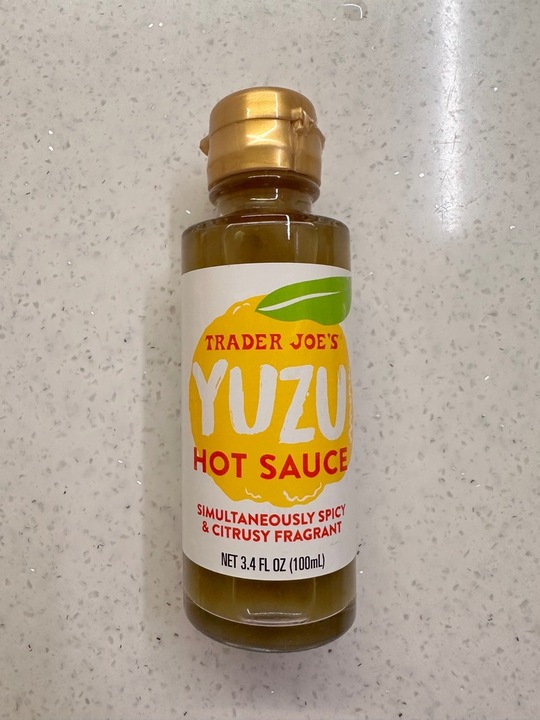 TRADER JOE'S
YUZU
HOT SAUCE
SIMULTANEOUSLY SPICY
& CITRUSY FRAGRANT
NET 3.4 FL OZ (100mL)